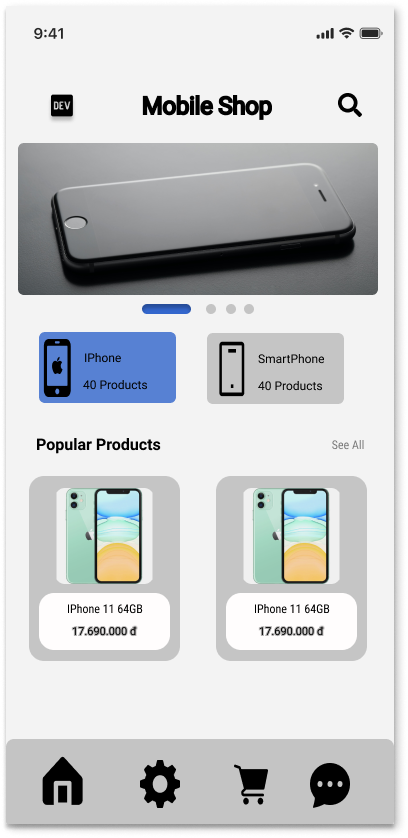 9:41
DEV
Mobile Shop
IPhone
40 Products
SmartPhone
40 Products
Popular Products
See All
IPhone 11 64GB
17.690.000 đ
IPhone 11 64GB
17.690.000 đ